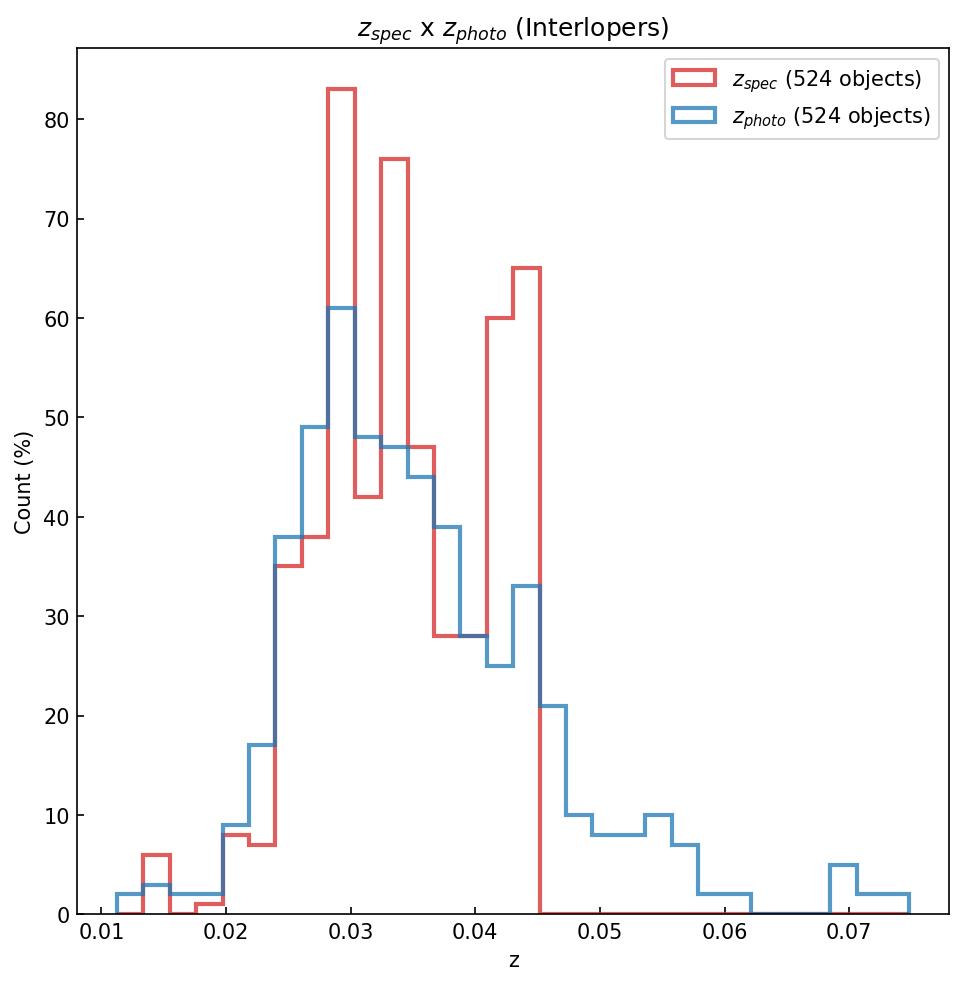 z_spec x z_photo (Interlopers)
z_spec (524 objects)
z_photo (524 objects)
Count (%)
80
70
60
50
40
30
20
10
0
0.01 0.02 0.03 0.04 0.05 0.06 0.07
z